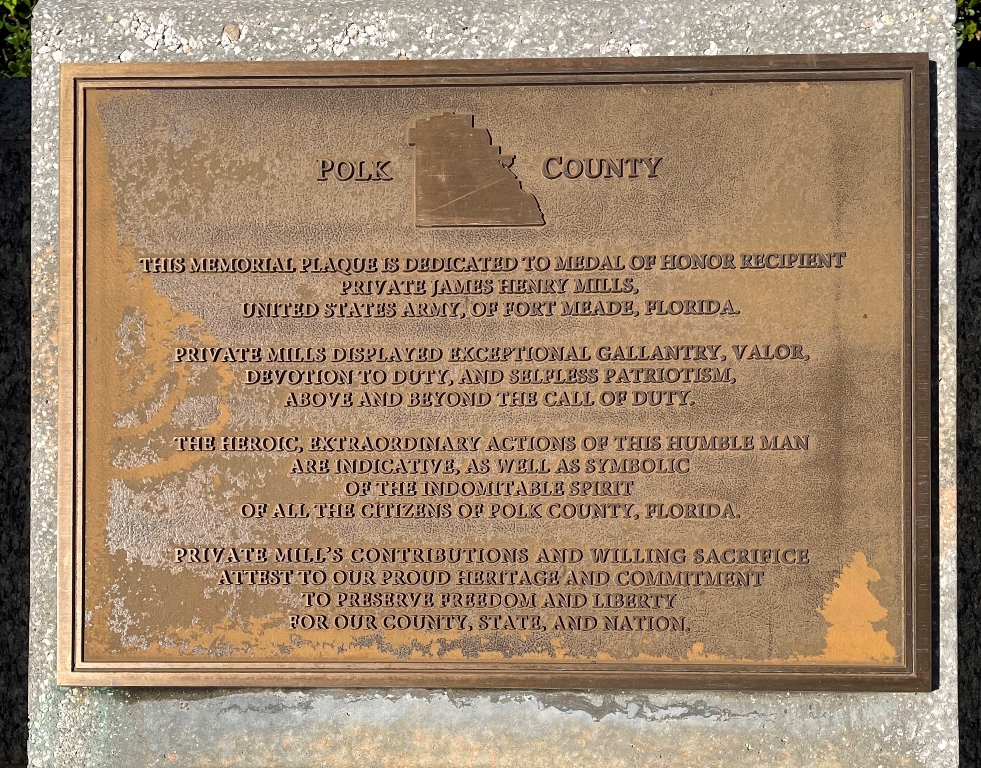 POLK COUNTY
THIS MEMORIAL PLAQUE IS DEDICATED TO MEDAL OF HONOR RECIPIENT
PRIVATE JAMES HENRY MILLS,
UNITED STATES ARMY, OF FORT MEADE, FLORIDA.
PRIVATE MILLS DISPLAYED EXCEPTIONAL GALLANTRY, VALOR,
DEVOTION TO DUTY, AND SELFLESS PATRIOTISM,
ABOVE AND BEYOND THE CALL OF DUTY.
THE HEROIC, EXTRAORDINARY ACTIONS OF THIS HUMBLE MAN
ARE INDICATIVE, AS WELL AS SYMBOLIC
OF THE INDOMITABLE SPIRIT
OF ALL THE CITIZENS OF POLK COUNTY, FLORIDA.
PRIVATE MILL'S CONTRIBUTIONS AND WILLING SACRIFICE
ATTEST TO OUR PROUD HERITAGE AND COMMITMENT
TO PRESERVE FREEDOM AND LIBERTY
FOR OUR COUNTY, STATE, AND NATION.